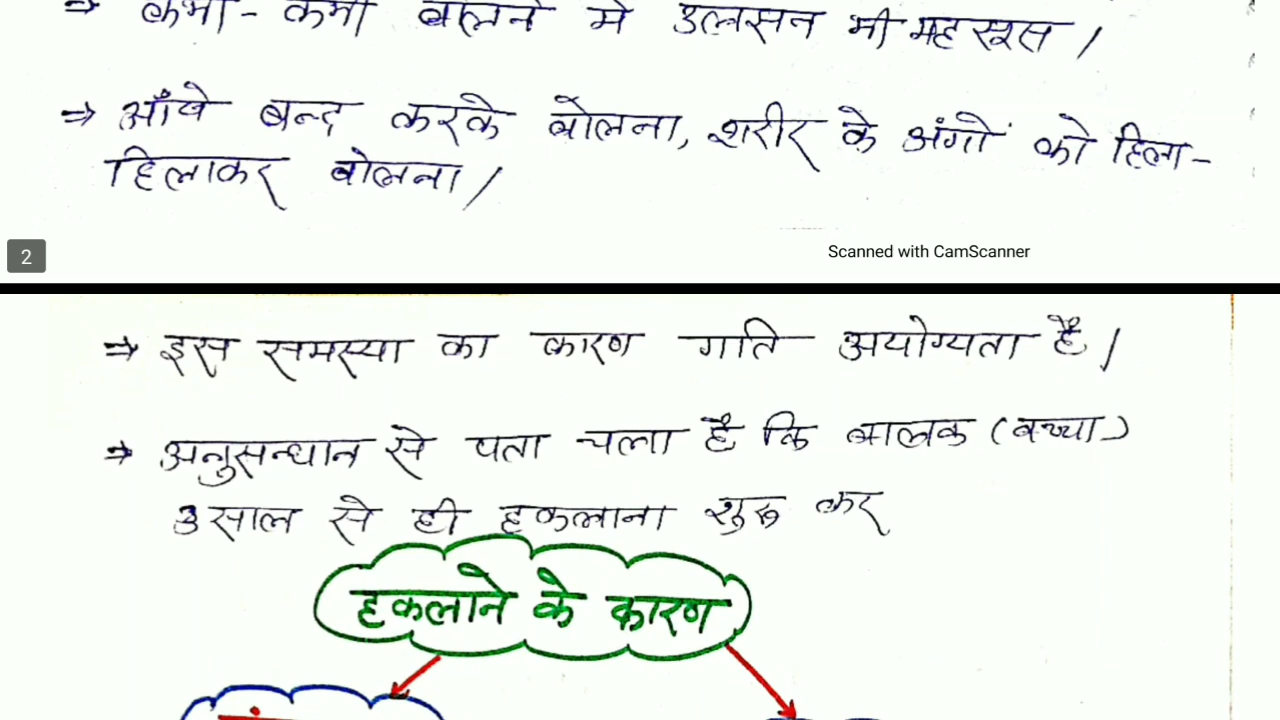 ⇒ कभी - कभी बोलने मे उलसन भी महसूस /
⇒ आँखे बन्द करके बोलना, शरीर के अंगों को हिला-
हिलाकर बोलना /
2
Scanned with CamScanner
⇒ इस समस्या का कारण गति अयोग्यता है /
⇒ अनुसन्धान से पता चला है कि बालक (बच्चा)
3 साल से ही हकलाना शुरू कर
हकलाने के कारण